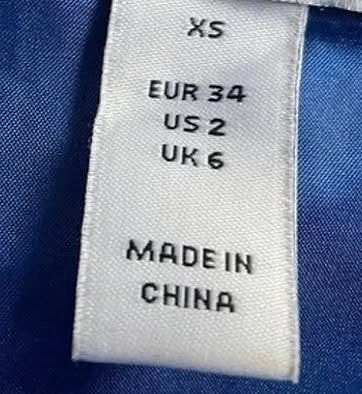 XS
EUR 34
US 2
UK 6
MADE IN
CHINA